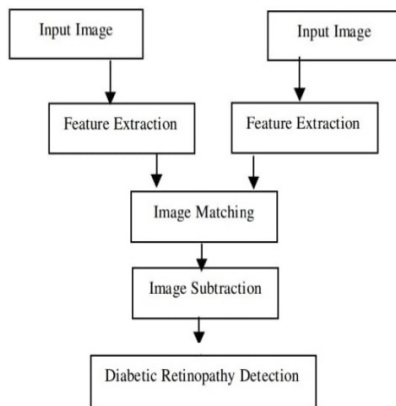 Input Image
Input Image
Feature Extraction
Feature Extraction
Image Matching
Image Subtraction
Diabetic Retinopathy Detection